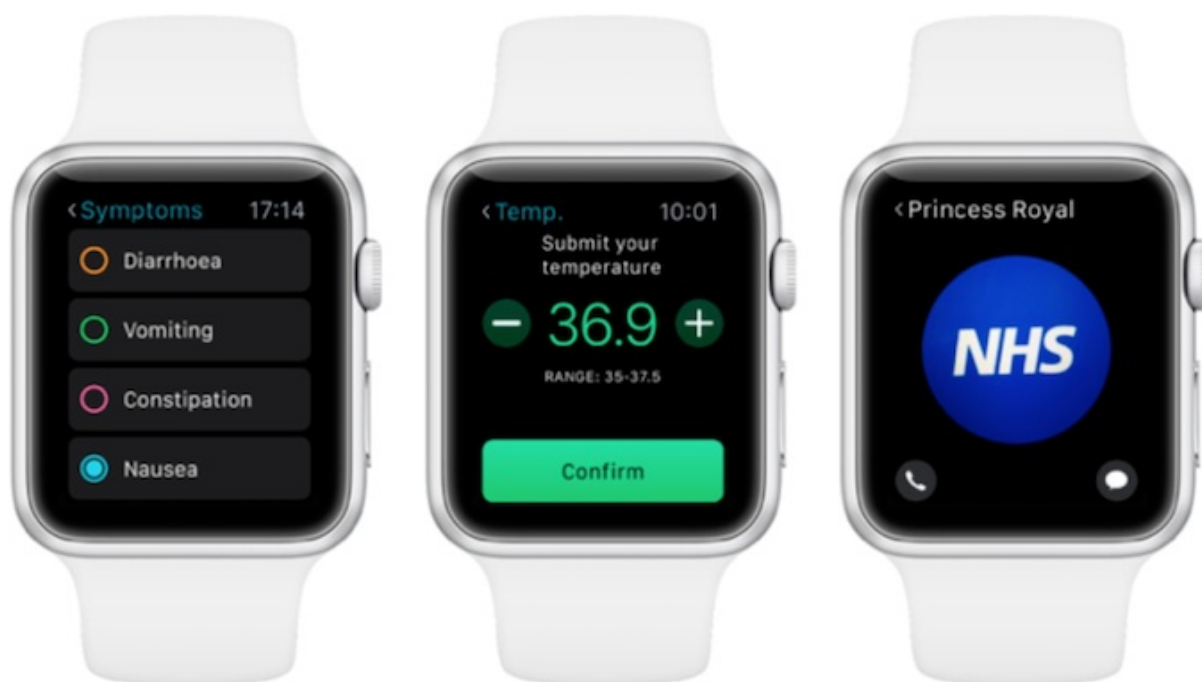 Symptoms 17:14
Diarrhoea
Vomiting
Constipation
Nausea
Temp. 10:01
Submit your
temperature
36.9
RANGE: 35-37.5
Confirm
Princess Royal
NHS